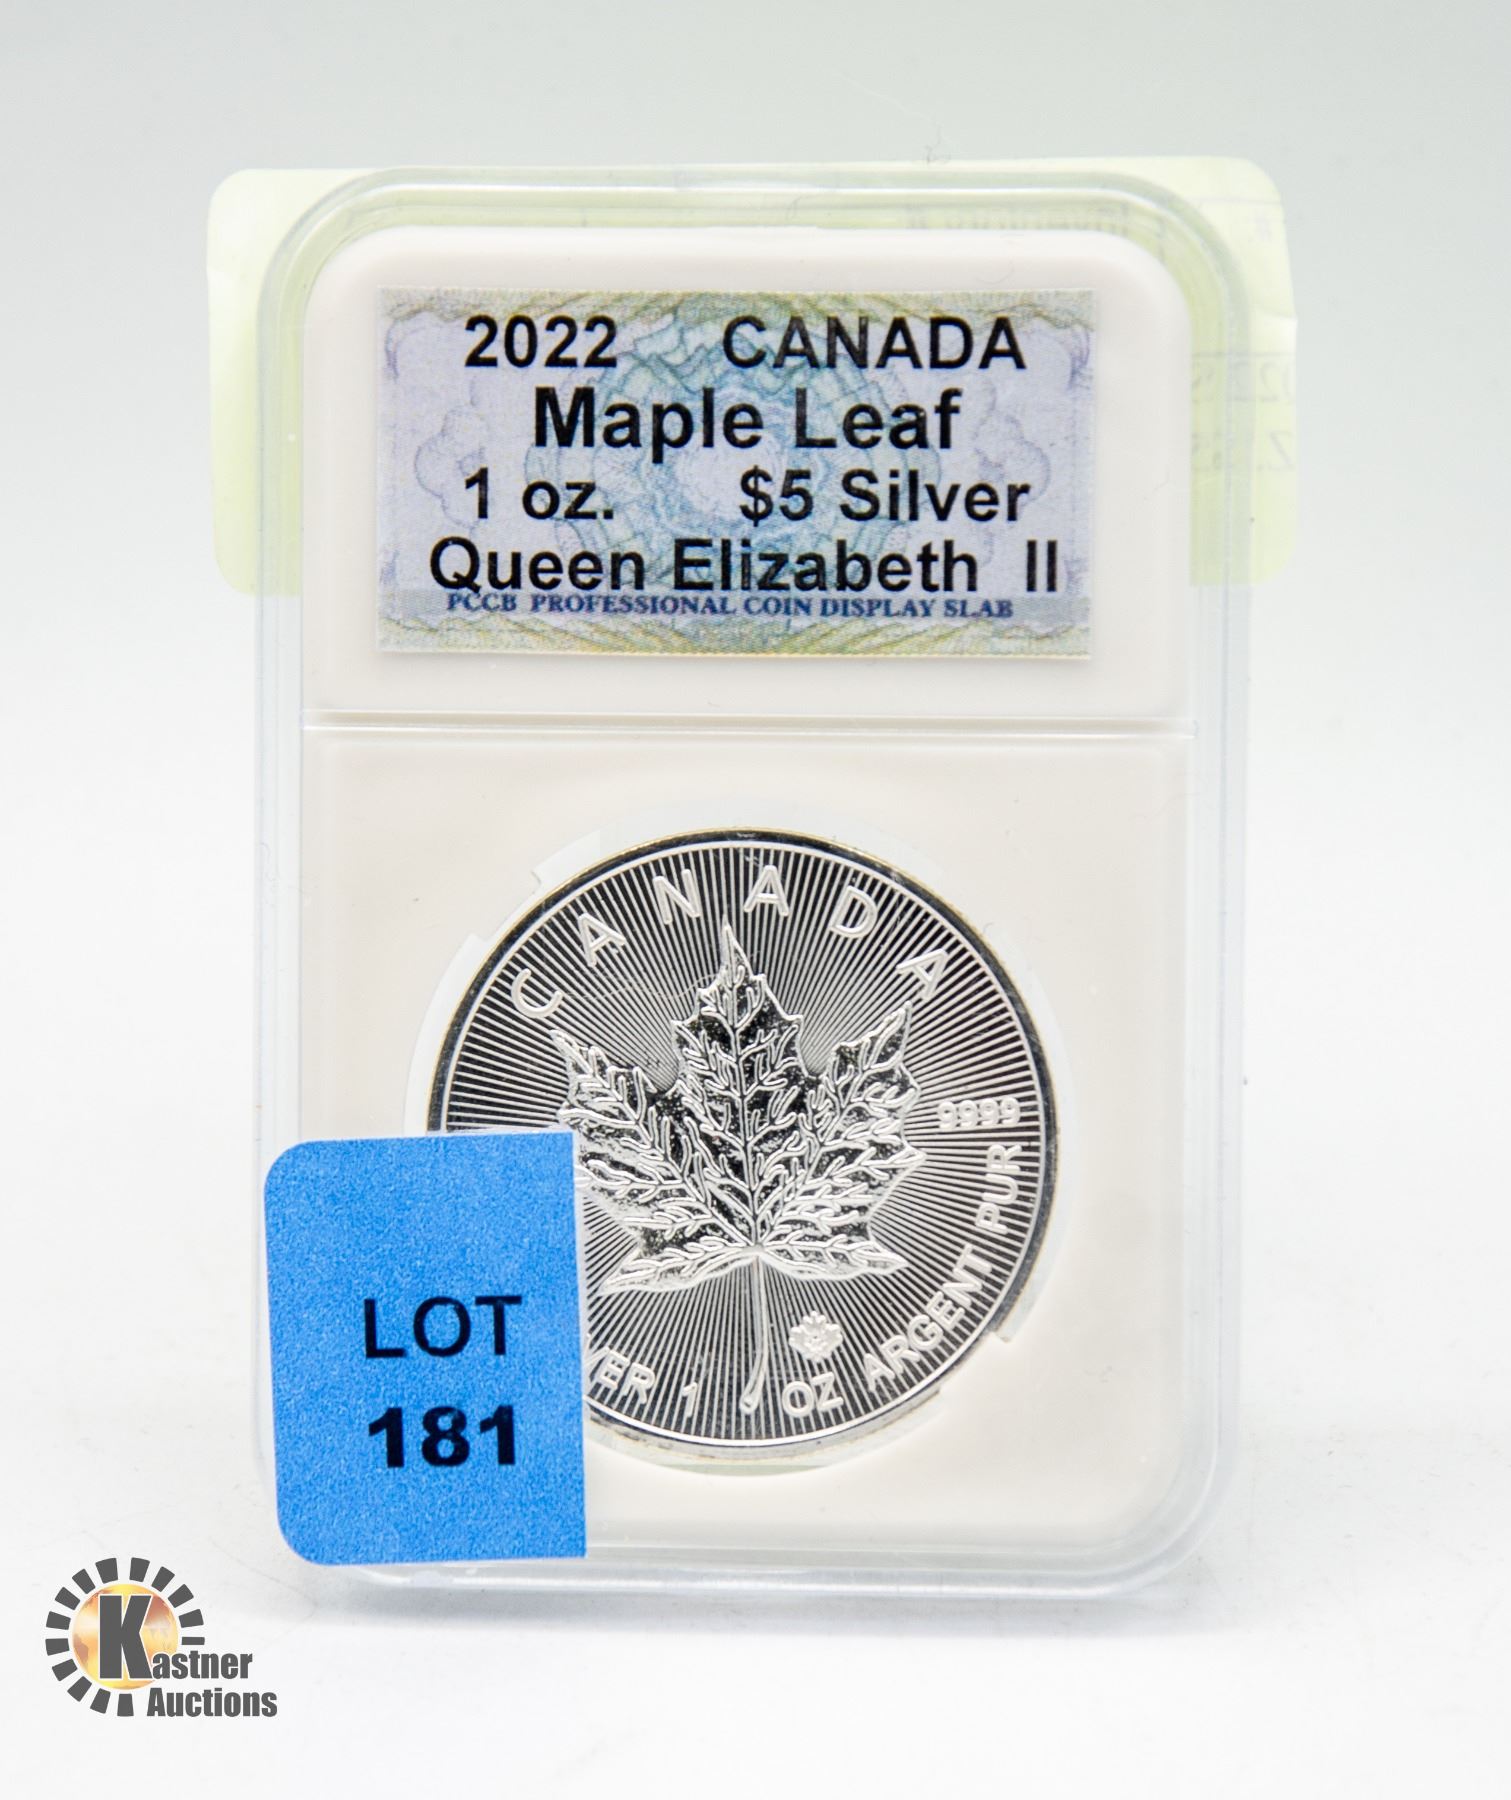 2022 CANADA
Maple Leaf
1 oz. $5 Silver
Queen Elizabeth II
PCCB PROFESSIONAL COIN DISPLAY SLAB
CANADA
9999
VER 1 OZ ARGENT PUR
LOT
181
Kastner
Auctions